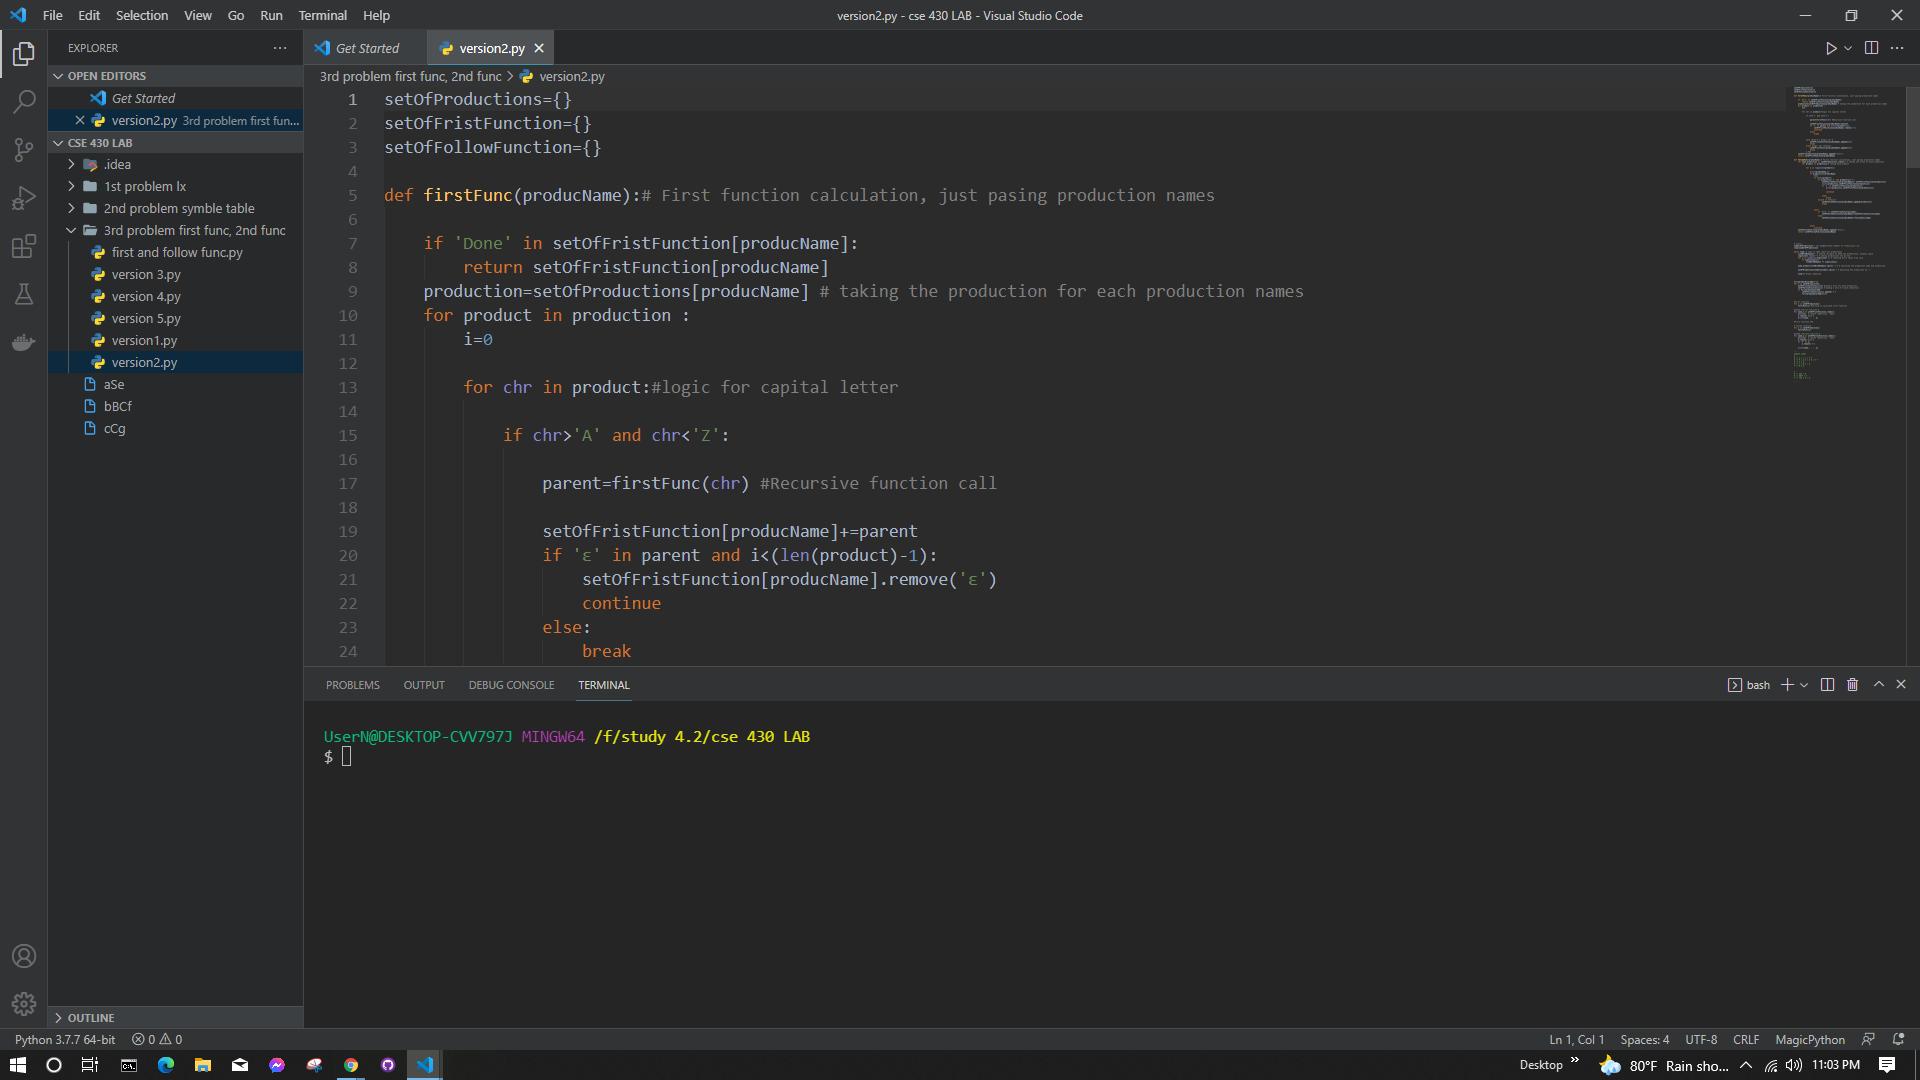 File Edit Selection View Go Run Terminal Help
version2.py - cse 430 LAB - Visual Studio Code
EXPLORER
OPEN EDITORS
Get Started
version2.py 3rd problem first fun...
CSE 430 LAB
.idea
1st problem lx
2nd problem symble table
3rd problem first func, 2nd func
first and follow func.py
version 3.py
version 4.py
version 5.py
version1.py
version2.py
aSe
bBCf
cCg
OUTLINE
Get Started
version2.py
3rd problem first func, 2nd func > version2.py
1 setOfProductions={}
2 setOfFristFunction={}
3 setOfFollowFunction={}
4
5 def firstFunc(producName):# First function calculation, just pasing production names
6
7 if 'Done' in setOfFristFunction[producName]:
8 return setOfFristFunction[producName]
9 production=setOfProductions[producName] # taking the production for each production names
10 for product in production :
11 i=0
12
13 for chr in product:#logic for capital letter
14
15 if chr>'A' and chr<'Z':
16
17 parent=firstFunc(chr) #Recursive function call
18
19 setOfFristFunction[producName]+=parent
20 if 'ε' in parent and i<(len(product)-1):
21 setOfFristFunction[producName].remove('ε')
22 continue
23 else:
24 break
PROBLEMS OUTPUT DEBUG CONSOLE TERMINAL
bash
UserN@DESKTOP-CVV797J MINGW64 /f/study 4.2/cse 430 LAB
$
Python 3.7.7 64-bit 0 0
Ln 1, Col 1 Spaces: 4 UTF-8 CRLF MagicPython
Desktop » 80°F Rain sho... 11:03 PM